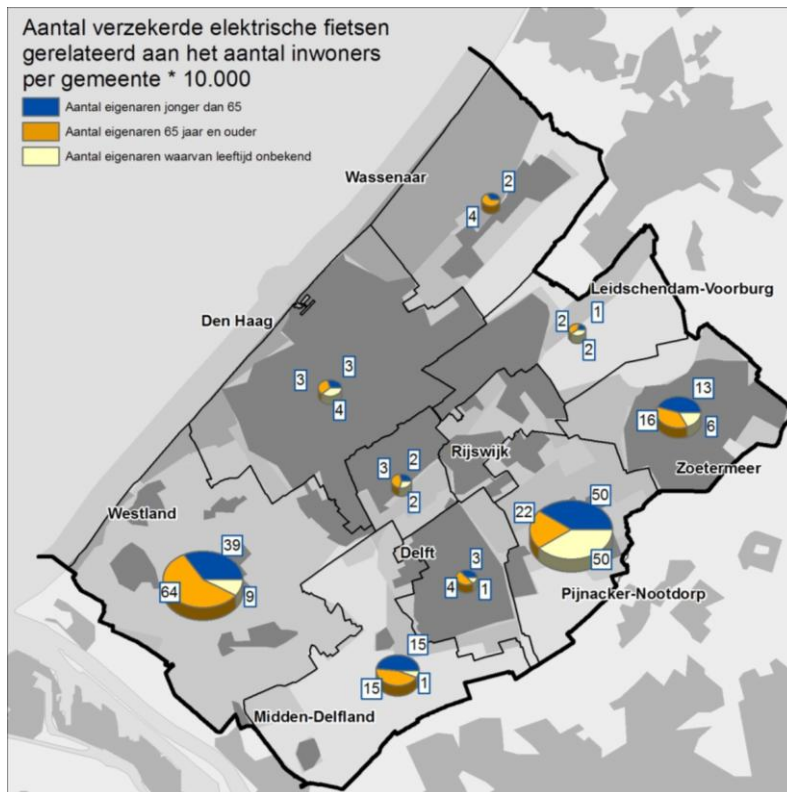 Aantal verzekerde elektrische fietsen
gerelateerd aan het aantal inwoners
per gemeente * 10.000
Aantal eigenaren jonger dan 65
Aantal eigenaren 65 jaar en ouder
Aantal eigenaren waarvan leeftijd onbekend
Wassenaar
2
4
Leidschendam-Voorburg
2
1
2
Den Haag
3
3
4
13
16
6
Zoetermeer
Rijswijk
3
2
2
Westland
39
64
9
22
50
50
Pijnacker-Nootdorp
Delft
3
4
1
15
15
1
Midden-Delfland